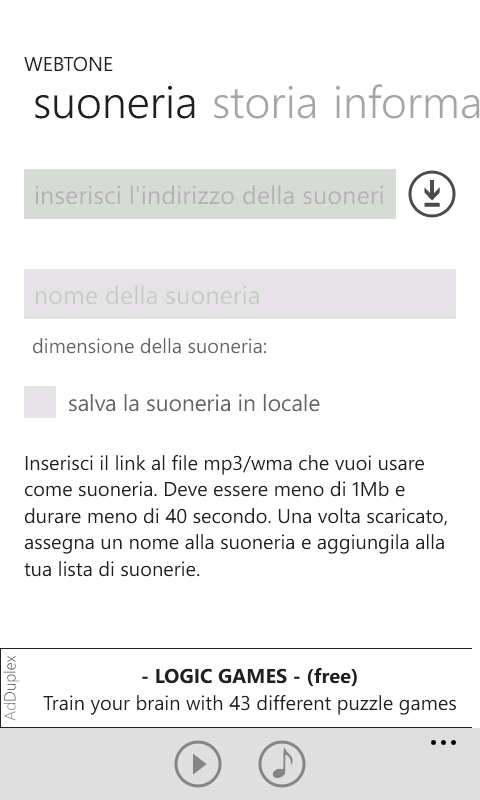 WEBTONE
suoneria storia informa
inserisci l'indirizzo della suoneri
nome della suoneria
dimensione della suoneria:
salva la suoneria in locale
Inserisci il link al file mp3/wma che vuoi usare
come suoneria. Deve essere meno di 1Mb e
durare meno di 40 secondo. Una volta scaricato,
assegna un nome alla suoneria e aggiungila alla
tua lista di suonerie.
AdDuplex
- LOGIC GAMES - (free)
Train your brain with 43 different puzzle games